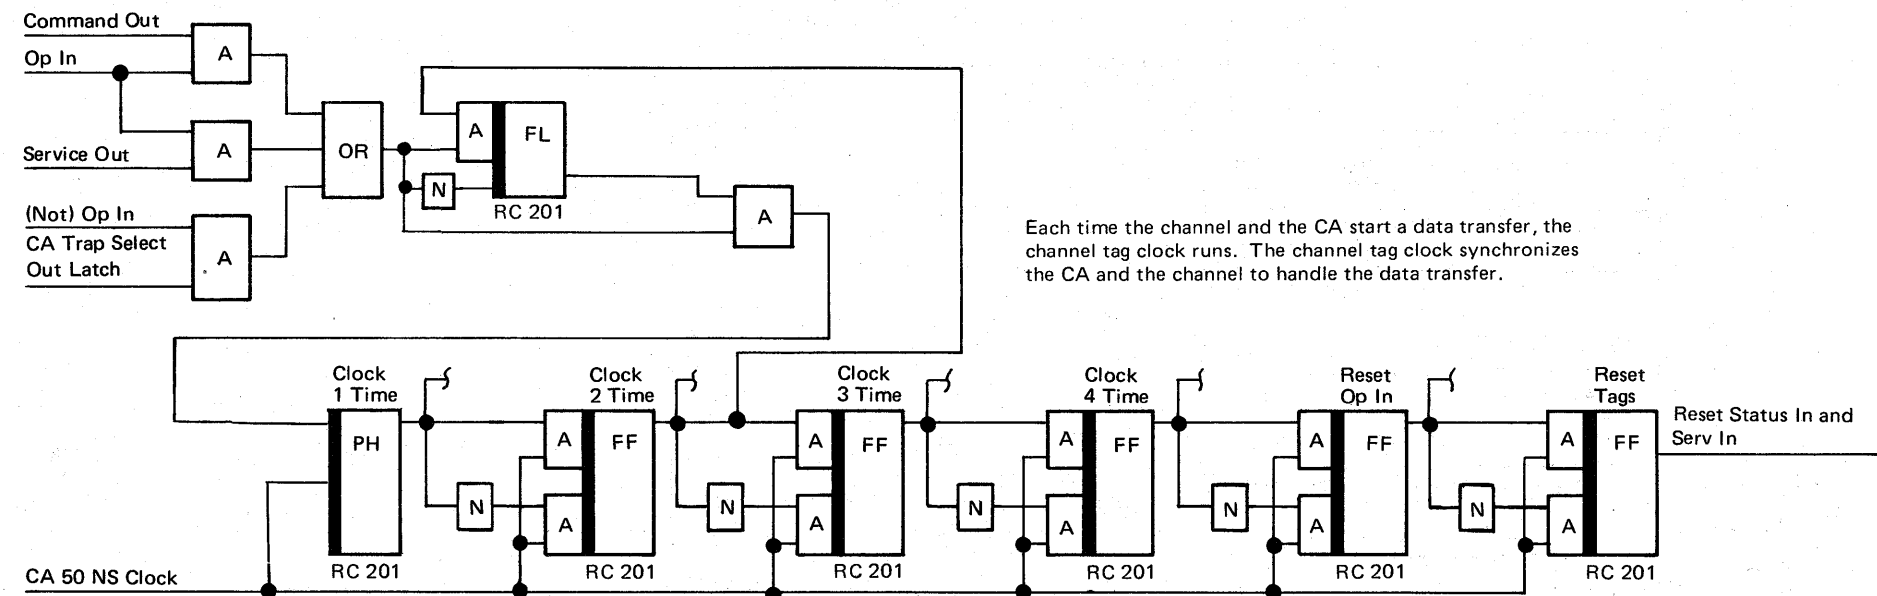 Command Out
Op In
Service Out
(Not) Op In
CA Trap Select
Out Latch
A
A
A
OR
A
FL
N
RC 201
A
Each time the channel and the CA start a data transfer, the
channel tag clock runs. The channel tag clock synchronizes
the CA and the channel to handle the data transfer.
Clock
1 Time
PH
RC 201
N
Clock
2 Time
A
FF
A
RC 201
N
Clock
3 Time
A
FF
A
RC 201
N
Clock
4 Time
A
FF
A
RC 201
N
Reset
Op In
A
FF
A
RC 201
N
Reset
Tags
A
FF
A
RC 201
Reset Status In and
Serv In
CA 50 NS Clock